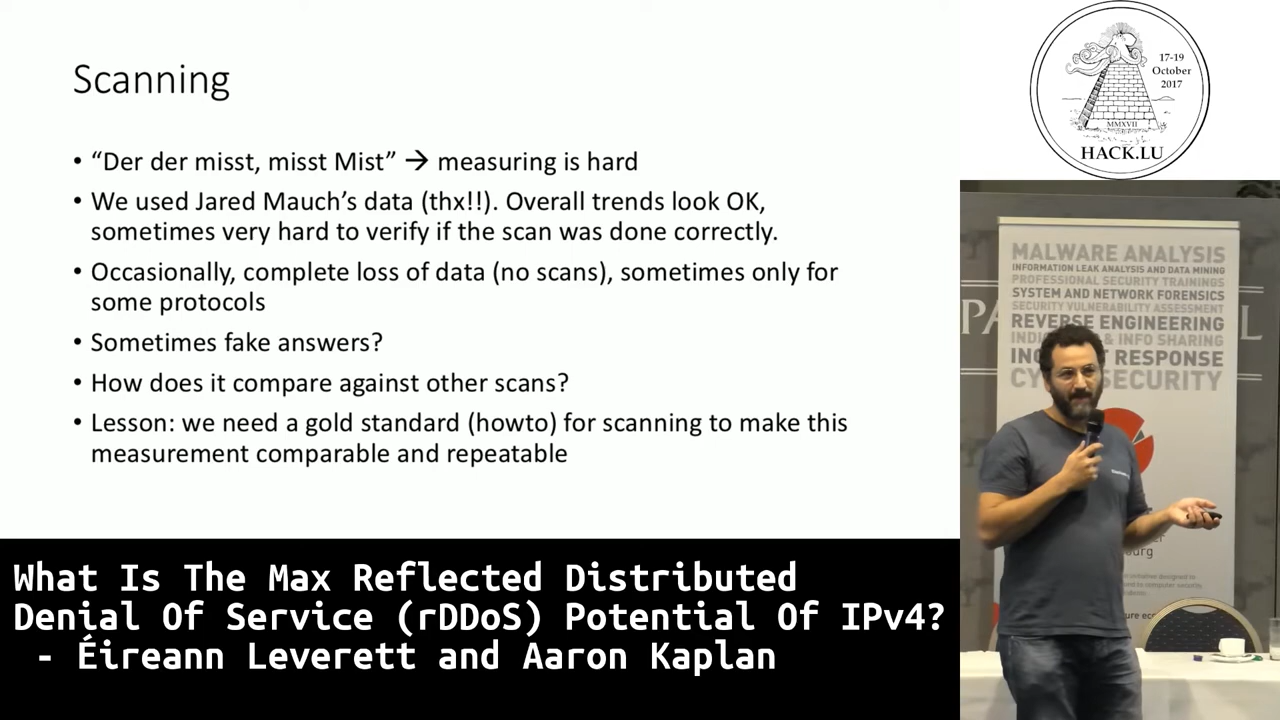 Scanning
• “Der der misst, misst Mist” → measuring is hard
• We used Jared Mauch’s data (thx!!). Overall trends look OK,
sometimes very hard to verify if the scan was done correctly.
• Occasionally, complete loss of data (no scans), sometimes only for
some protocols
• Sometimes fake answers?
• How does it compare against other scans?
• Lesson: we need a gold standard (howto) for scanning to make this
measurement comparable and repeatable
17-19
October
2017
MMXVII
HACK.LU
MALWARE ANALYSIS
INFORMATION LEAK ANALYSIS AND DATA MINING
PROFESSIONAL SECURITY TRAININGS
SYSTEM AND NETWORK FORENSICS
SECURITY VULNERABILITY ASSESSMENT
REVERSE ENGINEERING
& INFO SHARING
RESPONSE
SECURITY
What Is The Max Reflected Distributed
Denial Of Service (rDDoS) Potential Of IPv4?
- Éireann Leverett and Aaron Kaplan